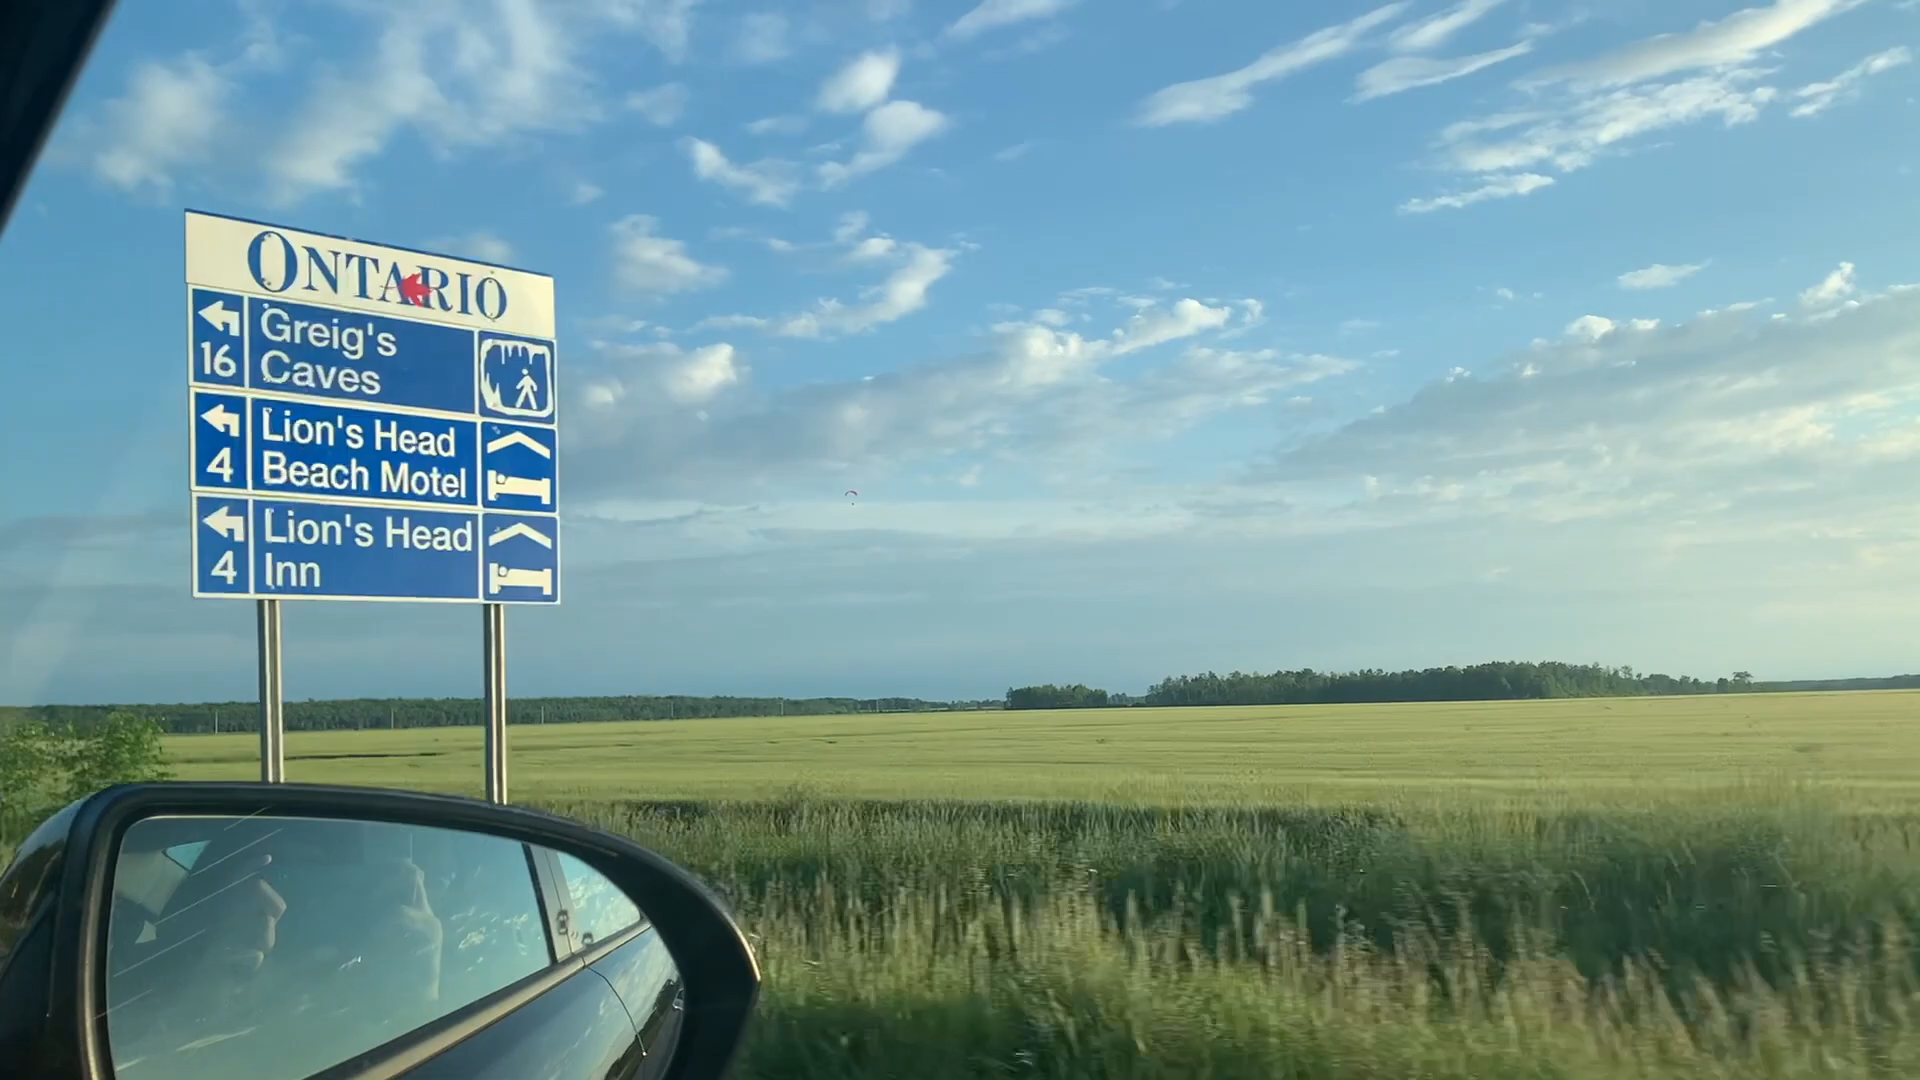 ONTARIO
16
Greig's
Caves
4
Lion's Head
Beach Motel
4
Lion's Head
Inn